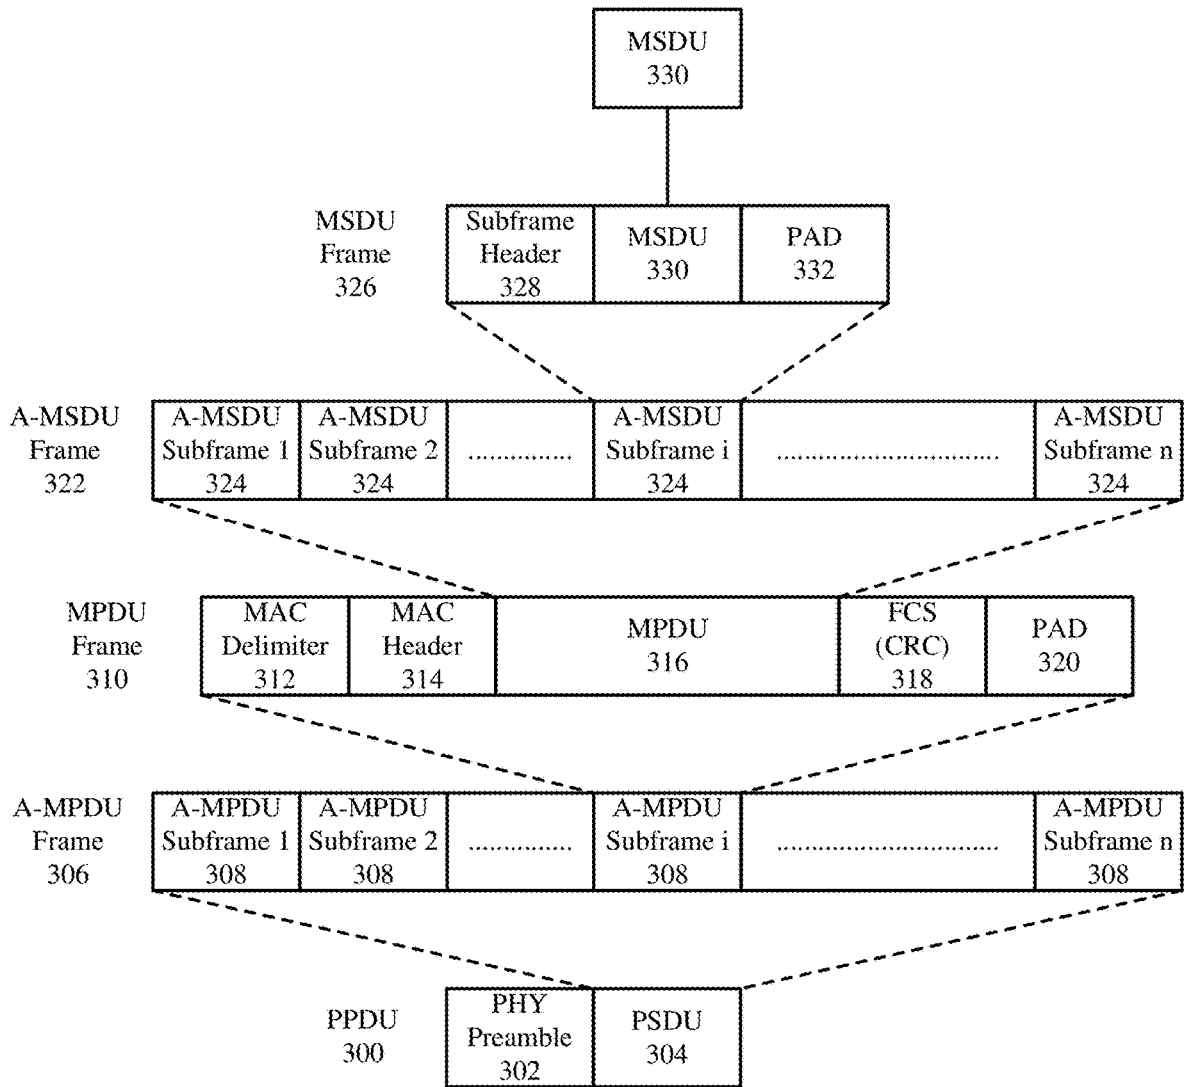 MSDU
330
MSDU
Frame
326
Subframe
Header
328
MSDU
330
PAD
332
A-MSDU
Frame
322
A-MSDU
Subframe 1
324
A-MSDU
Subframe 2
324
..............
A-MSDU
Subframe i
324
..............................
A-MSDU
Subframe n
324
MPDU
Frame
310
MAC
Delimiter
312
MAC
Header
314
MPDU
316
FCS
(CRC)
318
PAD
320
A-MPDU
Frame
306
A-MPDU
Subframe 1
308
A-MPDU
Subframe 2
308
..............
A-MPDU
Subframe i
308
..............................
A-MPDU
Subframe n
308
PPDU
300
PHY
Preamble
302
PSDU
304